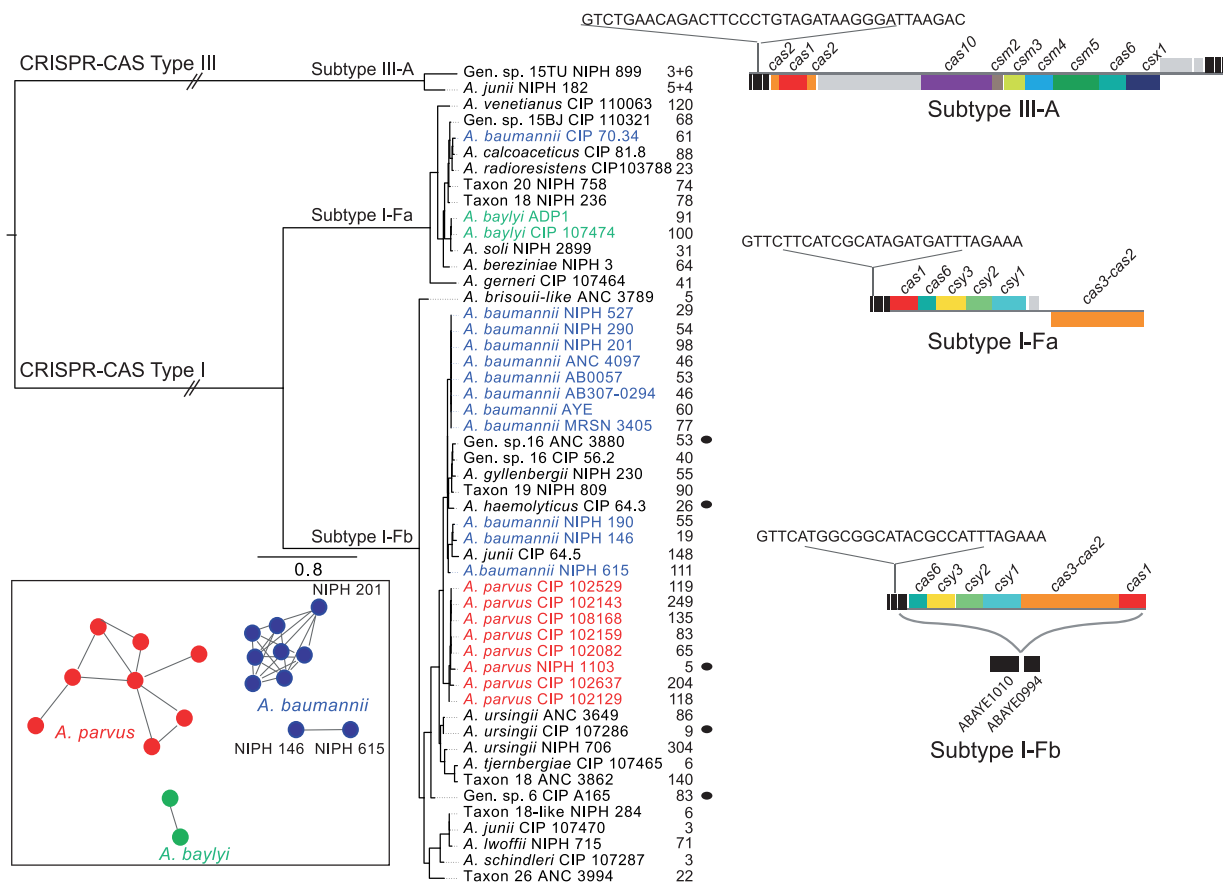 GTCTGAACAGACTTCCCTGTAGATAAGGGATTAAGAC
CRISPR-CAS Type III
Subtype III-A
Gen. sp. 15TU NIPH 899 3+6
A. junii NIPH 182 5+4
A. venetianus CIP 110063 120
Gen. sp. 15BJ CIP 110321 68
A. baumannii CIP 70.34 61
A. calcoaceticus CIP 81.8 88
A. radioresistens CIP103788 23
Taxon 20 NIPH 758 74
Taxon 18 NIPH 236 78
Subtype I-Fa
A. baylyi ADP1 91
A. baylyi CIP 107474 100
A. soli NIPH 2899 31
A. bereziniae NIPH 3 64
A. gerneri CIP 107464 41
A. brisouii-like ANC 3789 5
A. baumannii NIPH 527 29
A. baumannii NIPH 290 54
A. baumannii NIPH 201 98
A. baumannii ANC 4097 46
CRISPR-CAS Type I
A. baumannii AB0057 53
A. baumannii AB307-0294 46
A. baumannii AYE 60
A. baumannii MRSN 3405 77
Gen. sp.16 ANC 3880 53
Gen. sp. 16 CIP 56.2 40
A. gyllenbergii NIPH 230 55
Taxon 19 NIPH 809 90
A. haemolyticus CIP 64.3 26
A. baumannii NIPH 190 55
A. baumannii NIPH 146 19
Subtype I-Fb
A. junii CIP 64.5 148
A.baumannii NIPH 615 111
A. parvus CIP 102529 119
A. parvus CIP 102143 249
A. parvus CIP 108168 135
A. parvus CIP 102159 83
A. parvus CIP 102082 65
A. parvus NIPH 1103 5
A. parvus CIP 102637 204
A. parvus CIP 102129 118
A. ursingii ANC 3649 86
A. ursingii CIP 107286 9
A. ursingii NIPH 706 304
A. tjernbergiae CIP 107465 6
Taxon 18 ANC 3862 140
Gen. sp. 6 CIP A165 83
Taxon 18-like NIPH 284 6
A. junii CIP 107470 3
A. lwoffii NIPH 715 71
A. schindleri CIP 107287 3
Taxon 26 ANC 3994 22
0.8
NIPH 201
A. baumannii
A. parvus
NIPH 146 NIPH 615
A. baylyi
cas2 cas1 cas2 cas10 csm2 csm3 csm4 csm5 cas6 csx1
Subtype III-A
GTTCTTCATCGCATAGATGATTTAGAAA
cas1 cas6 csy3 csy2 csy1 cas3-cas2
Subtype I-Fa
GTTCATGGCGGCATACGCCATTTAGAAA
cas6 csy3 csy2 csy1 cas3-cas2 cas1
ABAYE1010 ABAYE0994
Subtype I-Fb